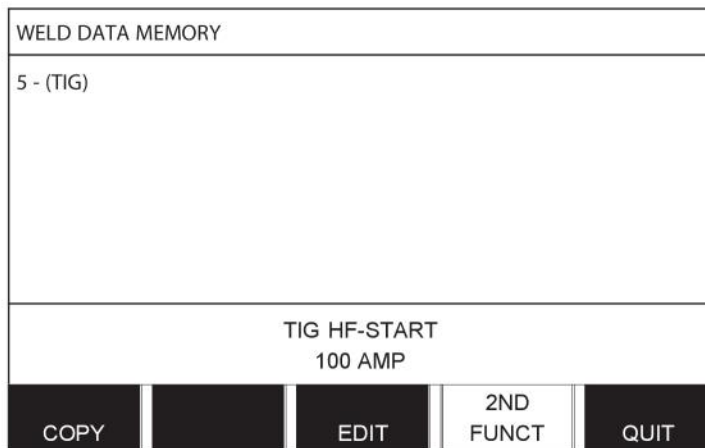 WELD DATA MEMORY
5 - (TIG)
TIG HF-START
100 AMP
COPY
EDIT
2ND
FUNCT
QUIT